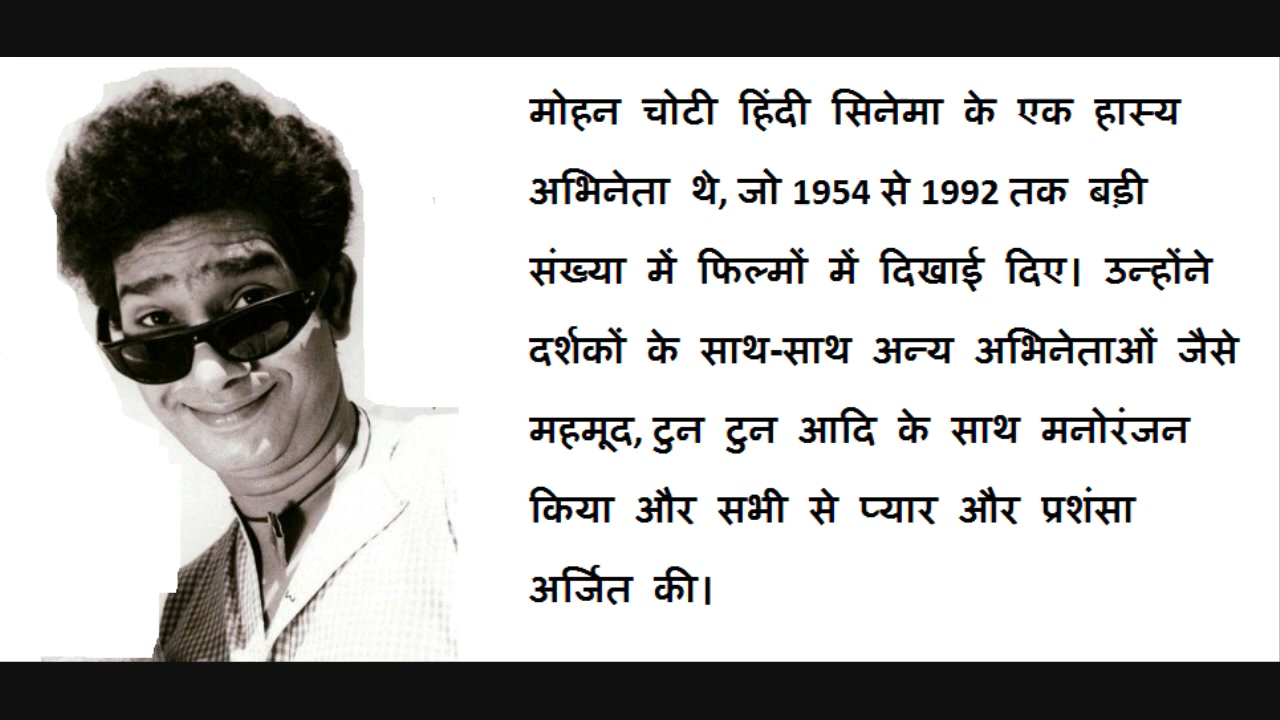 मोहन चोटी हिंदी सिनेमा के एक हास्य
अभिनेता थे, जो 1954 से 1992 तक बड़ी
संख्या में फिल्मों में दिखाई दिए। उन्होंने
दर्शकों के साथ-साथ अन्य अभिनेताओं जैसे
महमूद, टुन टुन आदि के साथ मनोरंजन
किया और सभी से प्यार और प्रशंसा
अर्जित की।